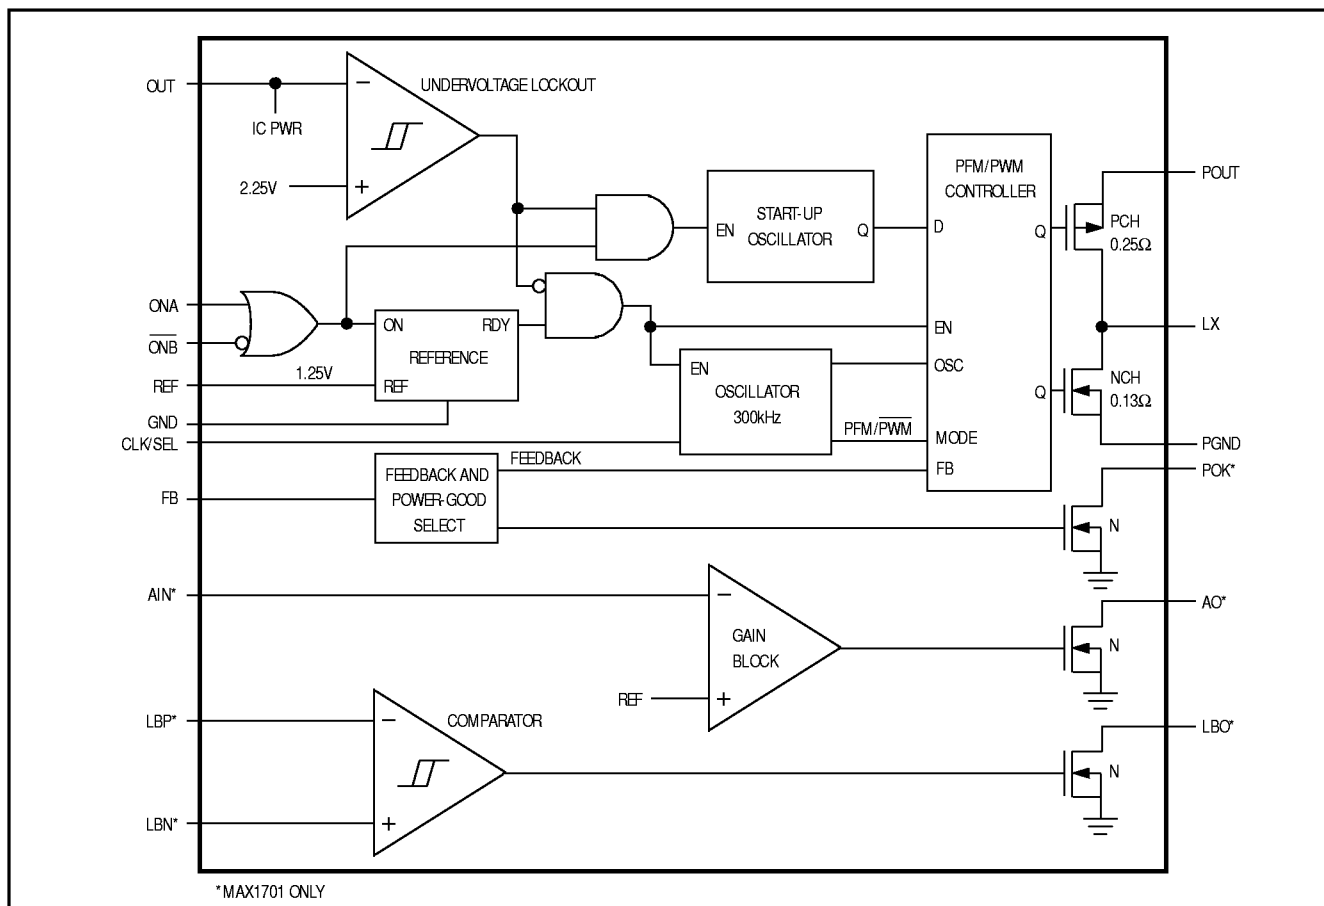 OUT
UNDERVOLTAGE LOCKOUT
−
IC PWR
2.25V
+
PFM/PWM
CONTROLLER
POUT
START-UP
OSCILLATOR
EN
Q
D
Q
PCH
0.25Ω
ONA
ONB
ON
RDY
REFERENCE
1.25V
REF
REF
GND
CLK/SEL
EN
LX
EN
OSC
OSCILLATOR
300kHz
Q
NCH
0.13Ω
PFM/PWM
MODE
PGND
FEEDBACK
FB
POK*
FB
FEEDBACK AND
POWER-GOOD
SELECT
N
AIN*
−
GAIN
BLOCK
REF
+
AO*
N
LBP*
−
COMPARATOR
LBO*
N
LBN*
+
*MAX1701 ONLY